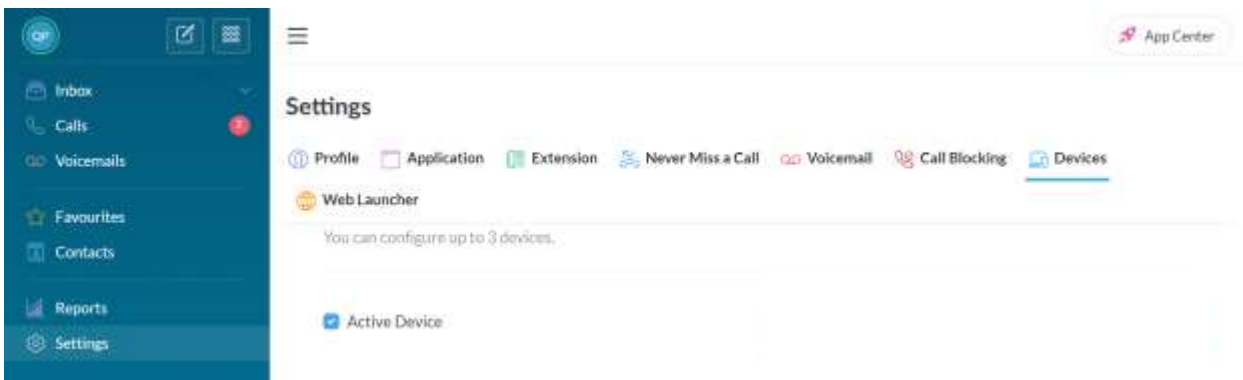 App Center
Inbox
Calls
Voicemails
Favourites
Contacts
Reports
Settings
Settings
Profile Application Extension Never Miss a Call Voicemail Call Blocking Devices
Web Launcher
You can configure up to 3 devices.
Active Device